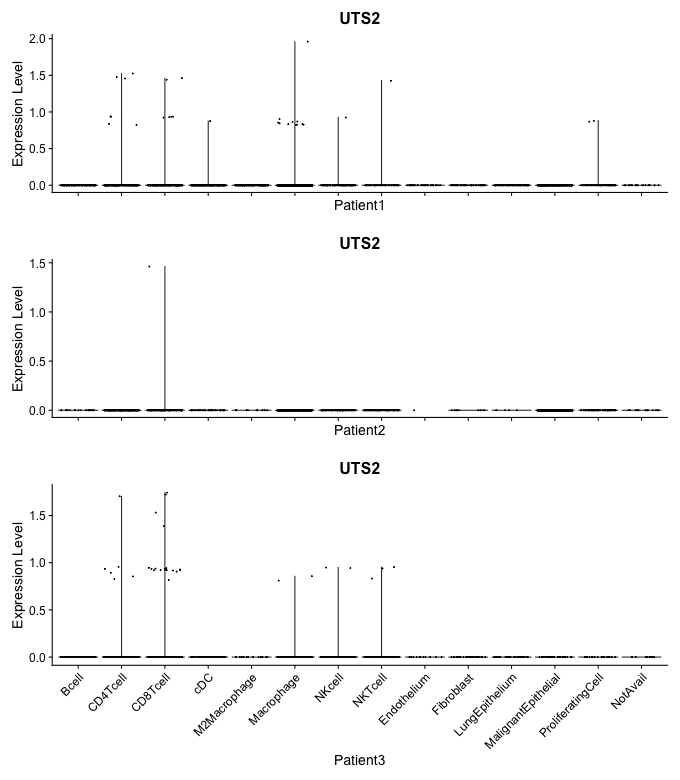 UTS2
Expression Level
2.0
1.5
1.0
0.5
0.0
Patient1
UTS2
Expression Level
1.5
1.0
0.5
0.0
Patient2
UTS2
Expression Level
1.5
1.0
0.5
0.0
Bcell
CD4Tcell
CD8Tcell
cDC
M2Macrophage
Macrophage
NKcell
NKTcell
Endothelium
Fibroblast
LungEpithelium
MalignantEpithelial
ProliferatingCell
NotAvail
Patient3